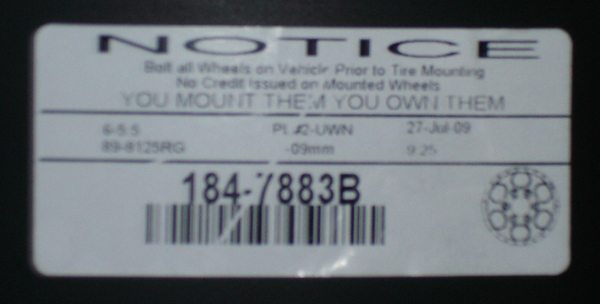 NOTICE
Bolt all Wheels on Vehicle Prior to Tire Mounting
No Credit Issued on Mounted Wheels
YOU MOUNT THEM YOU OWN THEM
6-5.5 PL #2-UWN 27-Jul-09
89-8125RG -09mm 9.25
184-7883B